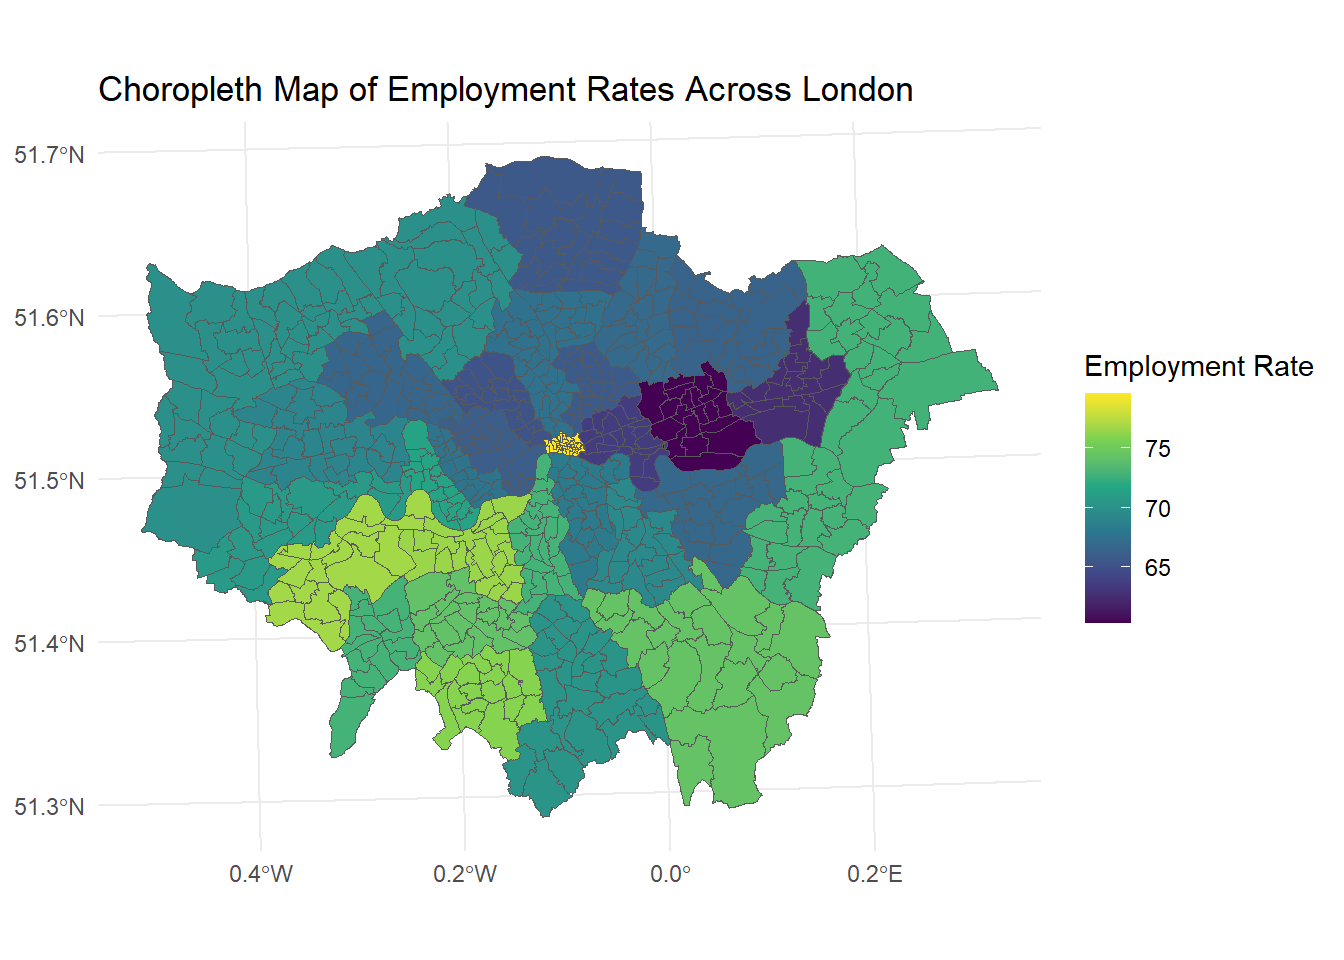 Choropleth Map of Employment Rates Across London
51.7°N
51.6°N
51.5°N
51.4°N
51.3°N
0.4°W
0.2°W
0.0°
0.2°E
Employment Rate
75
70
65